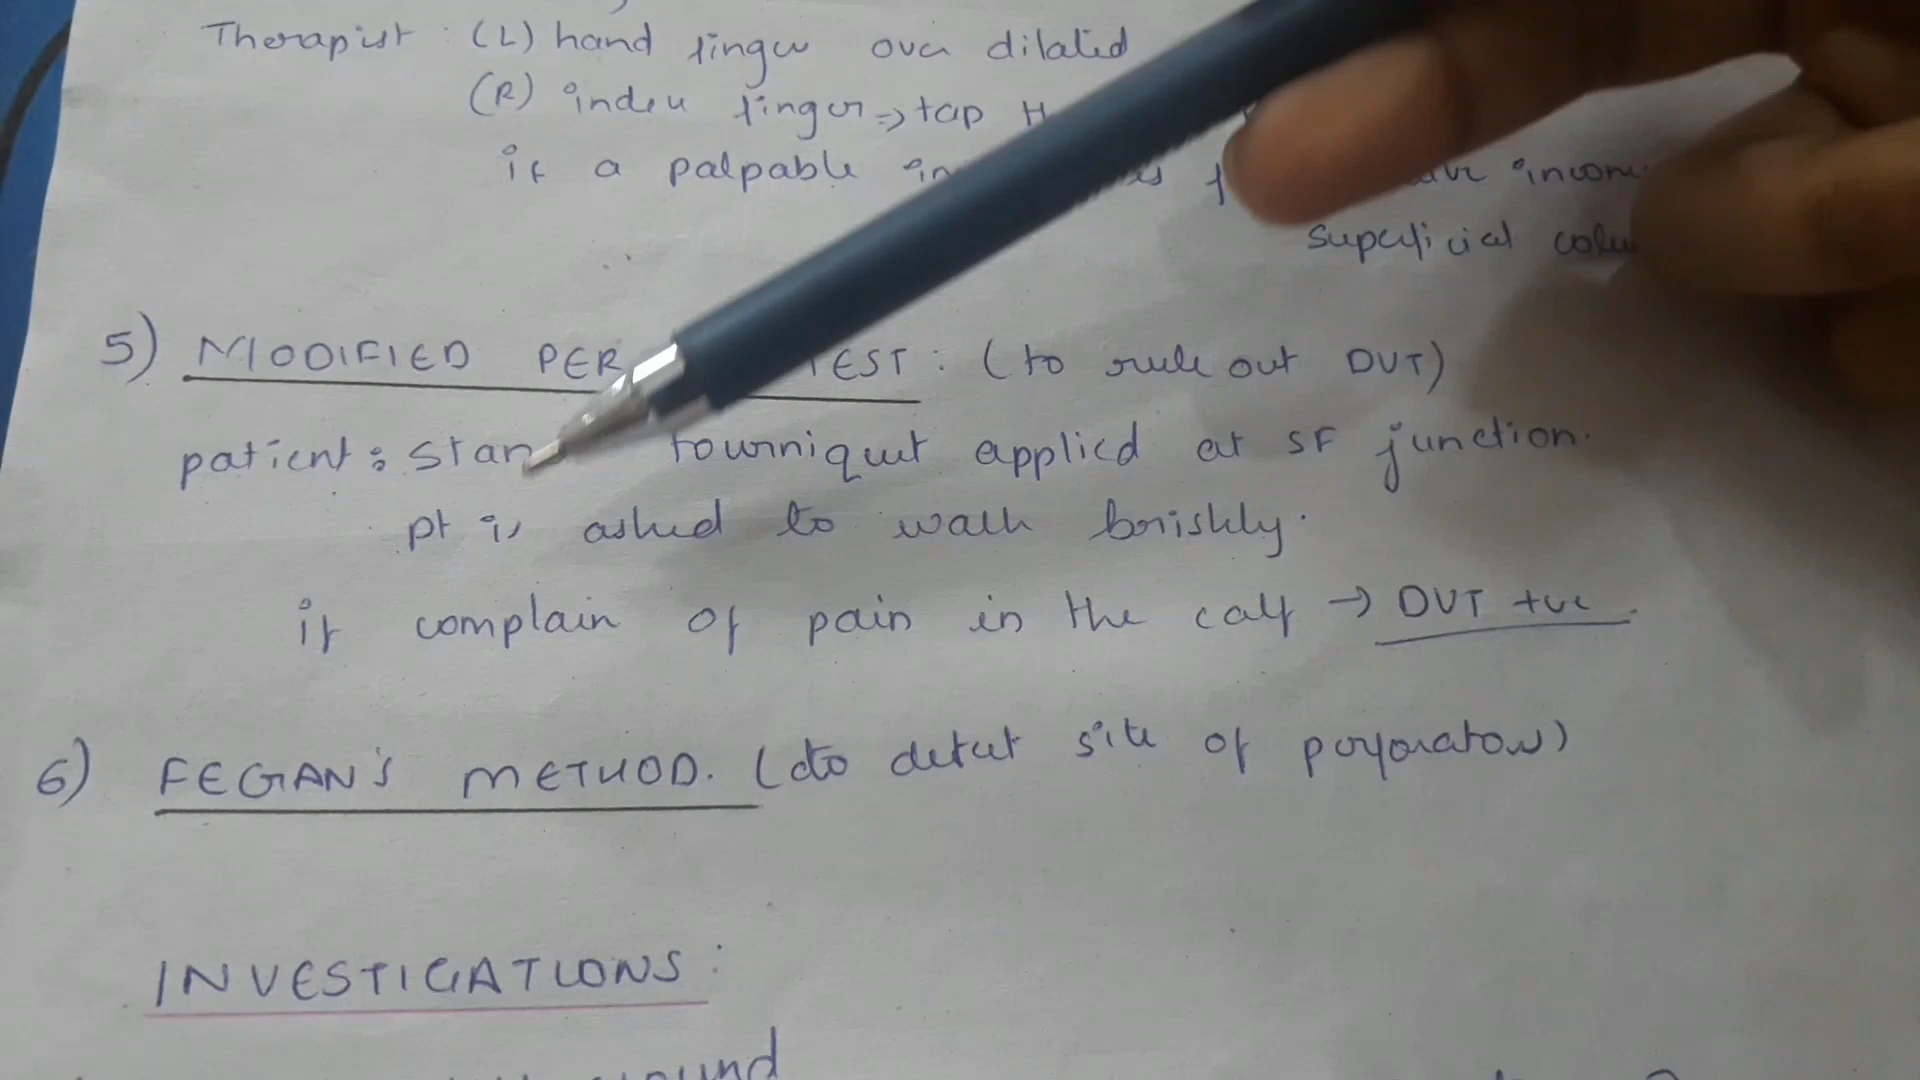 Therapist : (L) hand finger over dilated
(R) index finger => tap
if a palpable
superficial
5) MODIFIED PER TEST : (to rule out DVT)
patient : Stan tourniquet applied at SF junction.
pt is asked to walk briskly.
if complain of pain in the calf → DVT +ve.
6) FEGAN'S METHOD. (to detect site of perforators)
INVESTIGATIONS :